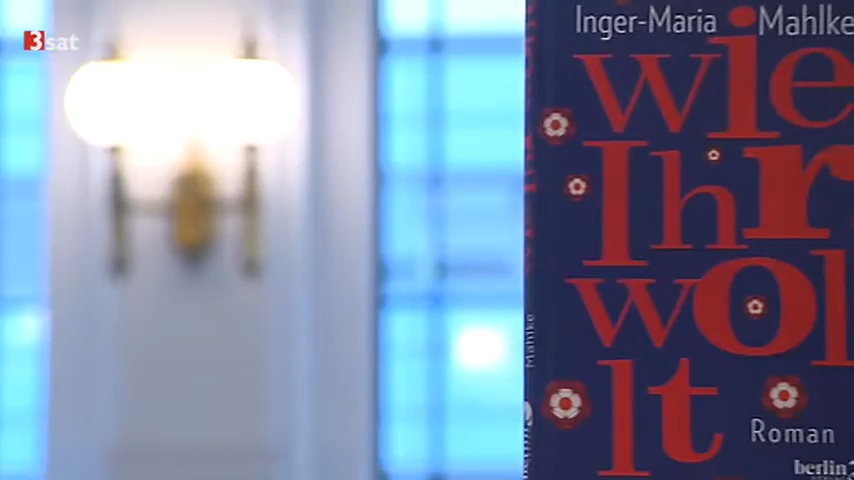 3sat
Inger-Maria Mahlke
wie
Ihr
wol
lt
Roman
berlin
Mahlke